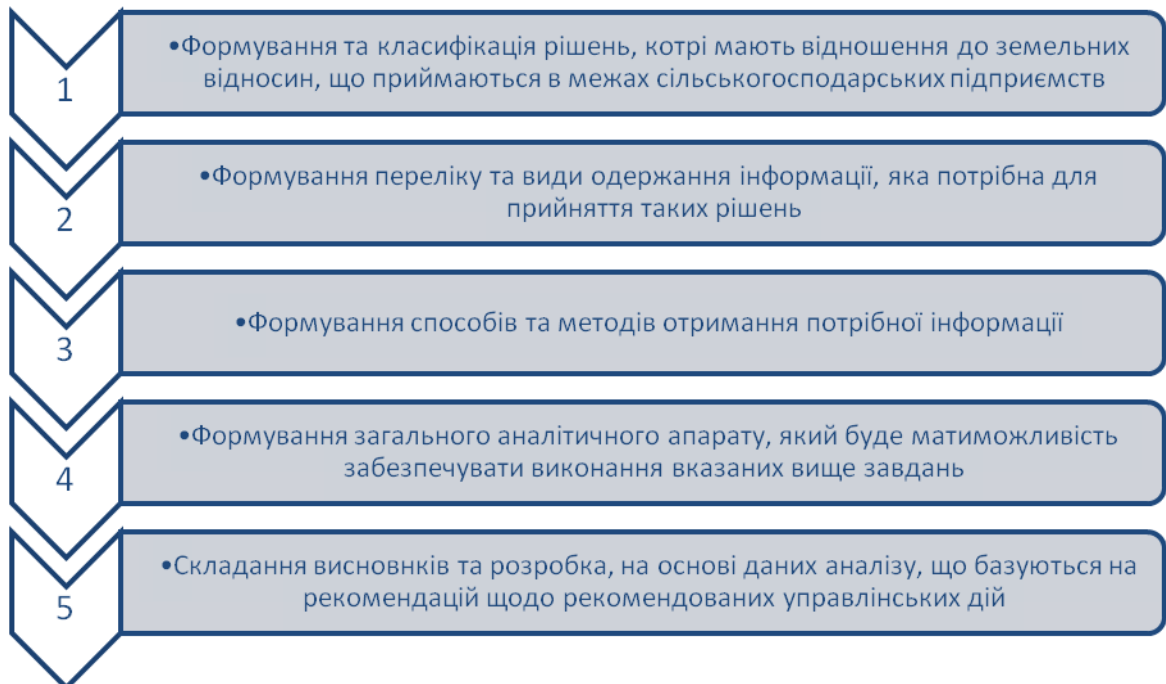 1
•Формування та класифікація рішень, котрі мають відношення до земельних
відносин, що приймаються в межах сільськогосподарських підприємств
2
•Формування переліку та види одержання інформації, яка потрібна для
прийняття таких рішень
3
•Формування способів та методів отримання потрібної інформації
4
•Формування загального аналітичного апарату, який буде матиможливість
забезпечувати виконання вказаних вище завдань
5
•Складання висновнків та розробка, на основі даних аналізу, що базуються на
рекомендацій щодо рекомендованих управлінських дій